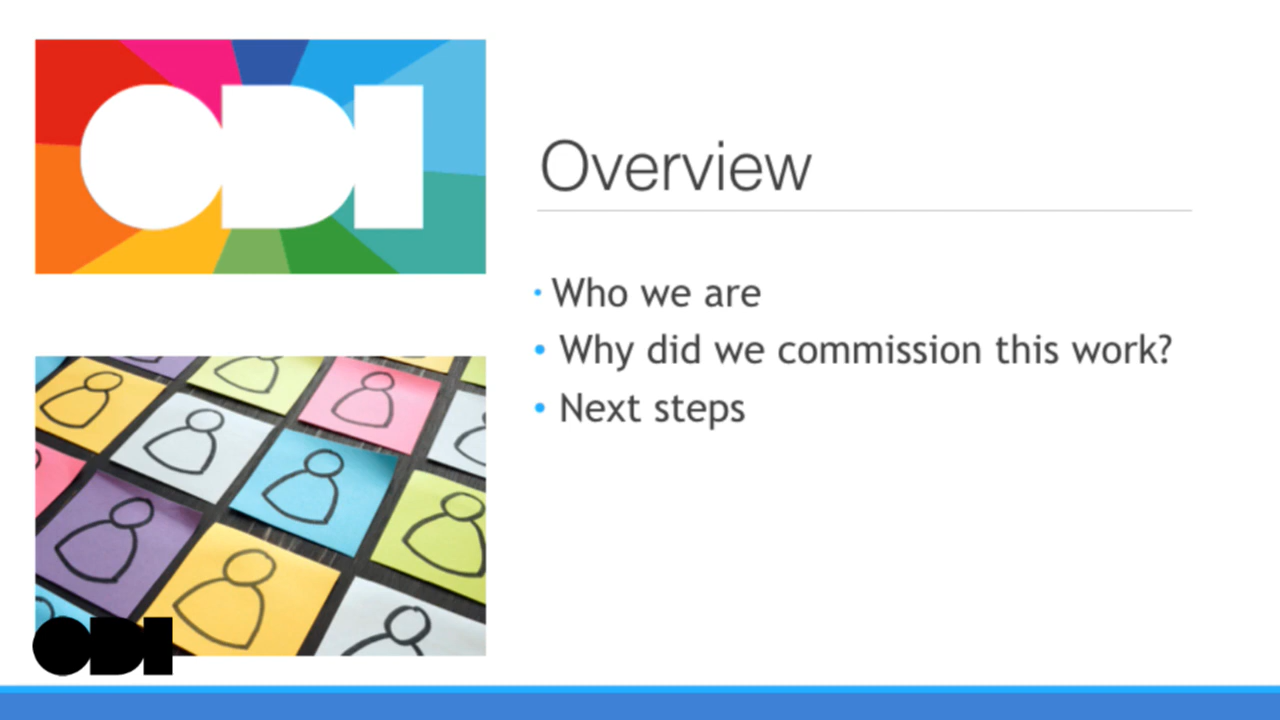 ODI
Overview
• Who we are
• Why did we commission this work?
• Next steps
ODI